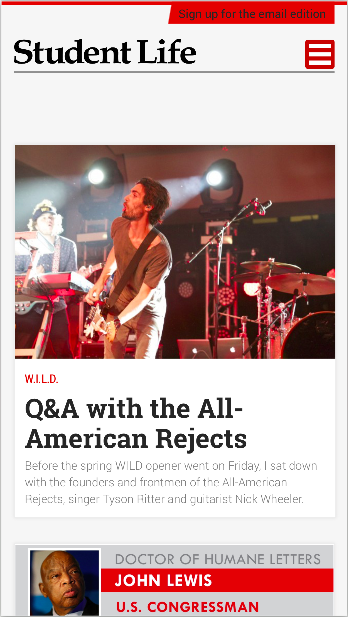 Sign up for the email edition
Student Life
W.I.L.D.
Q&A with the All-
American Rejects
Before the spring WILD opener went on Friday, I sat down
with the founders and frontmen of the All-American
Rejects, singer Tyson Ritter and guitarist Nick Wheeler.
DOCTOR OF HUMANE LETTERS
JOHN LEWIS
U.S. CONGRESSMAN